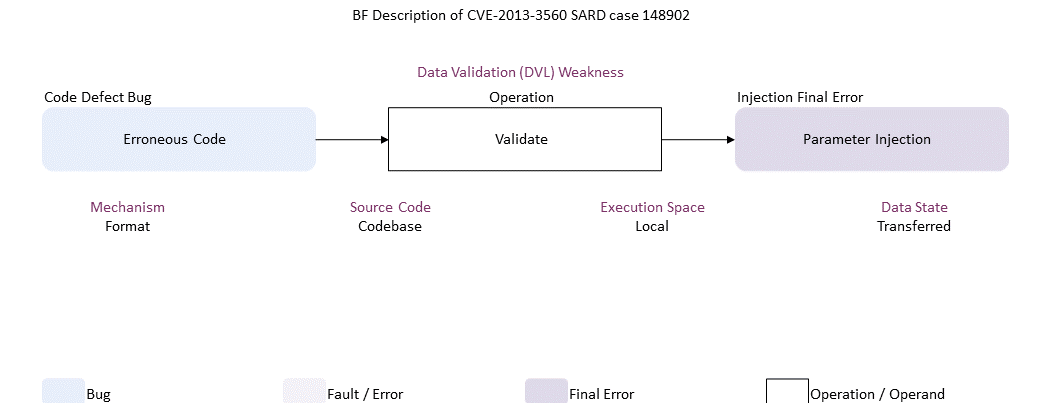 BF Description of CVE-2013-3560 SARD case 148902
Data Validation (DVL) Weakness
Code Defect Bug Operation Injection Final Error
Erroneous Code Validate Parameter Injection
Mechanism Source Code Execution Space Data State
Format Codebase Local Transferred
Bug Fault / Error Final Error Operation / Operand